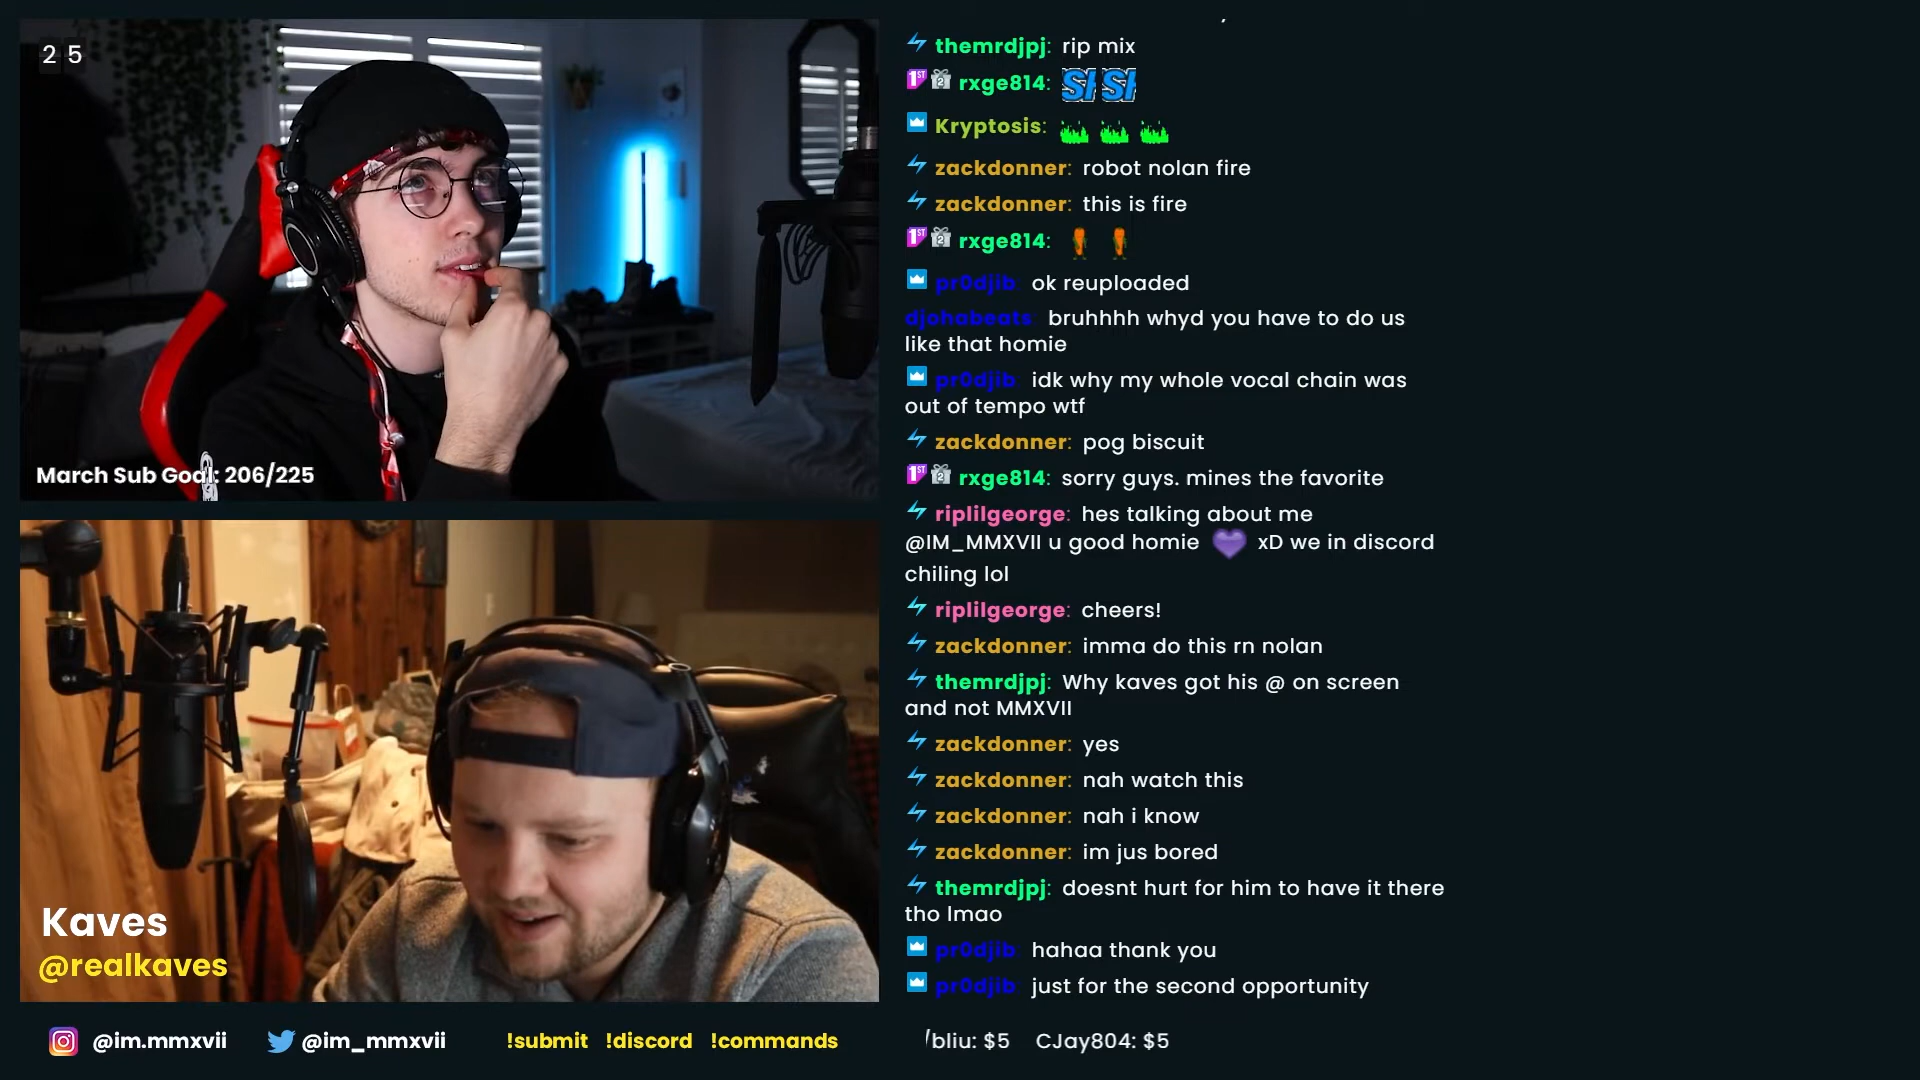 2 5
March Sub Goal: 206/225
Kaves
@realkaves
@im.mmxvii @im_mmxvii !submit !discord !commands
themrdjpj: rip mix
1ST 2 rxge814:
Kryptosis:
zackdonner: robot nolan fire
zackdonner: this is fire
1ST 2 rxge814:
pr0djib: ok reuploaded
djohabeats: bruhhhh whyd you have to do us
like that homie
pr0djib: idk why my whole vocal chain was
out of tempo wtf
zackdonner: pog biscuit
1ST 2 rxge814: sorry guys. mines the favorite
riplilgeorge: hes talking about me
@IM_MMXVII u good homie xD we in discord
chiling lol
riplilgeorge: cheers!
zackdonner: imma do this rn nolan
themrdjpj: Why kaves got his @ on screen
and not MMXVII
zackdonner: yes
zackdonner: nah watch this
zackdonner: nah i know
zackdonner: im jus bored
themrdjpj: doesnt hurt for him to have it there
tho lmao
pr0djib: hahaa thank you
pr0djib: just for the second opportunity
bliu: $5 CJay804: $5